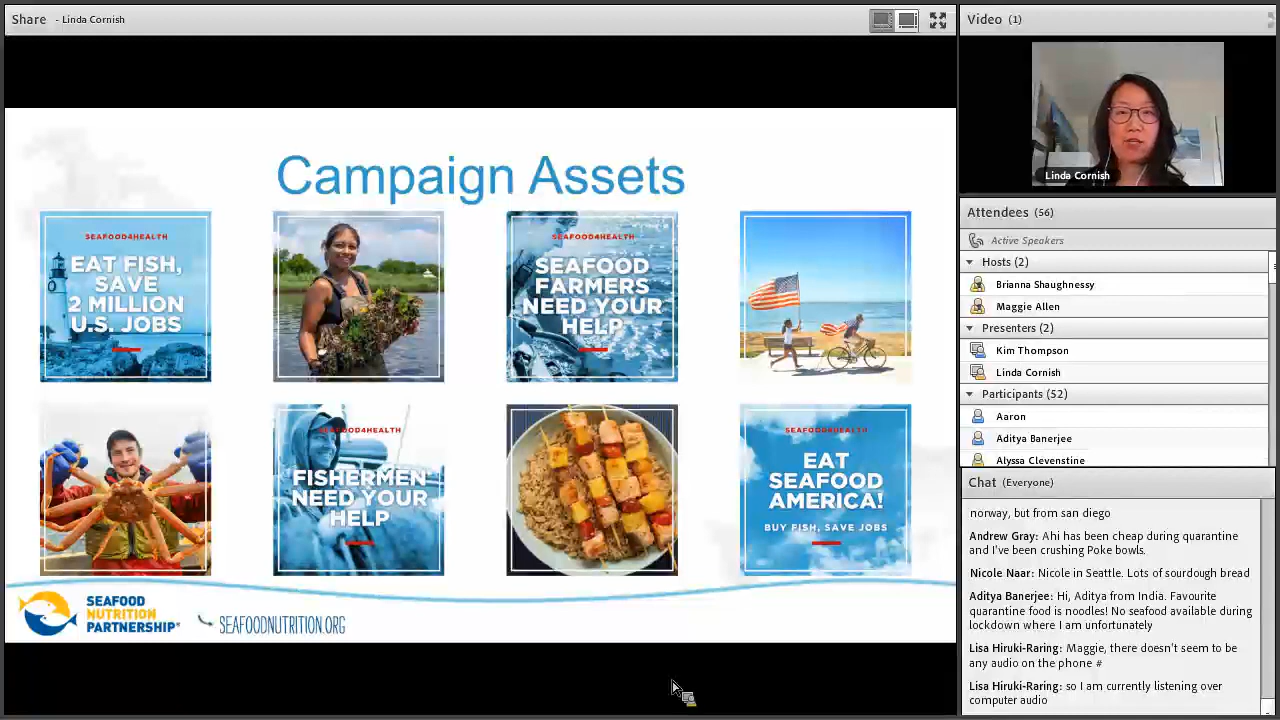 Share - Linda Cornish
Campaign Assets
SEAFOOD4HEALTH
EAT FISH,
SAVE
2 MILLION
U.S. JOBS
SEAFOOD4HEALTH
SEAFOOD
FARMERS
NEED YOUR
HELP
SEAFOOD4HEALTH
FISHERMEN
NEED YOUR
HELP
SEAFOOD4HEALTH
EAT
SEAFOOD
AMERICA!
BUY FISH, SAVE JOBS
SEAFOOD
NUTRITION
PARTNERSHIP®
SEAFOODNUTRITION.ORG
Video (1)
Linda Cornish
Attendees (56)
Active Speakers
Hosts (2)
Brianna Shaughnessy
Maggie Allen
Presenters (2)
Kim Thompson
Linda Cornish
Participants (52)
Aaron
Aditya Banerjee
Alyssa Clevenstine
Chat (Everyone)
norway, but from san diego
Andrew Gray: Ahi has been cheap during quarantine
and I've been crushing Poke bowls.
Nicole Naar: Nicole in Seattle. Lots of sourdough bread
Aditya Banerjee: Hi, Aditya from India. Favourite
quarantine food is noodles! No seafood available during
lockdown where I am unfortunately
Lisa Hiruki-Raring: Maggie, there doesn't seem to be
any audio on the phone #
Lisa Hiruki-Raring: so I am currently listening over
computer audio